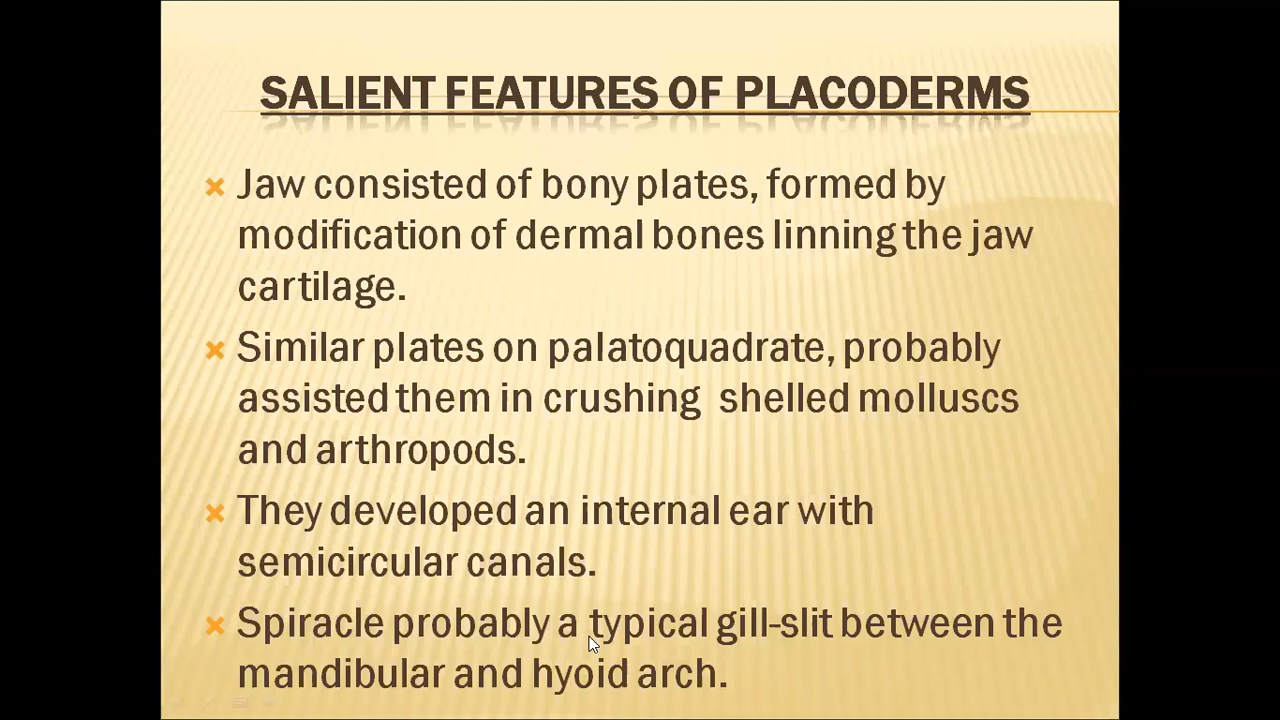 SALIENT FEATURES OF PLACODERMS
Jaw consisted of bony plates, formed by
modification of dermal bones linning the jaw
cartilage.
Similar plates on palatoquadrate, probably
assisted them in crushing shelled molluscs
and arthropods.
They developed an internal ear with
semicircular canals.
Spiracle probably a typical gill-slit between the
mandibular and hyoid arch.